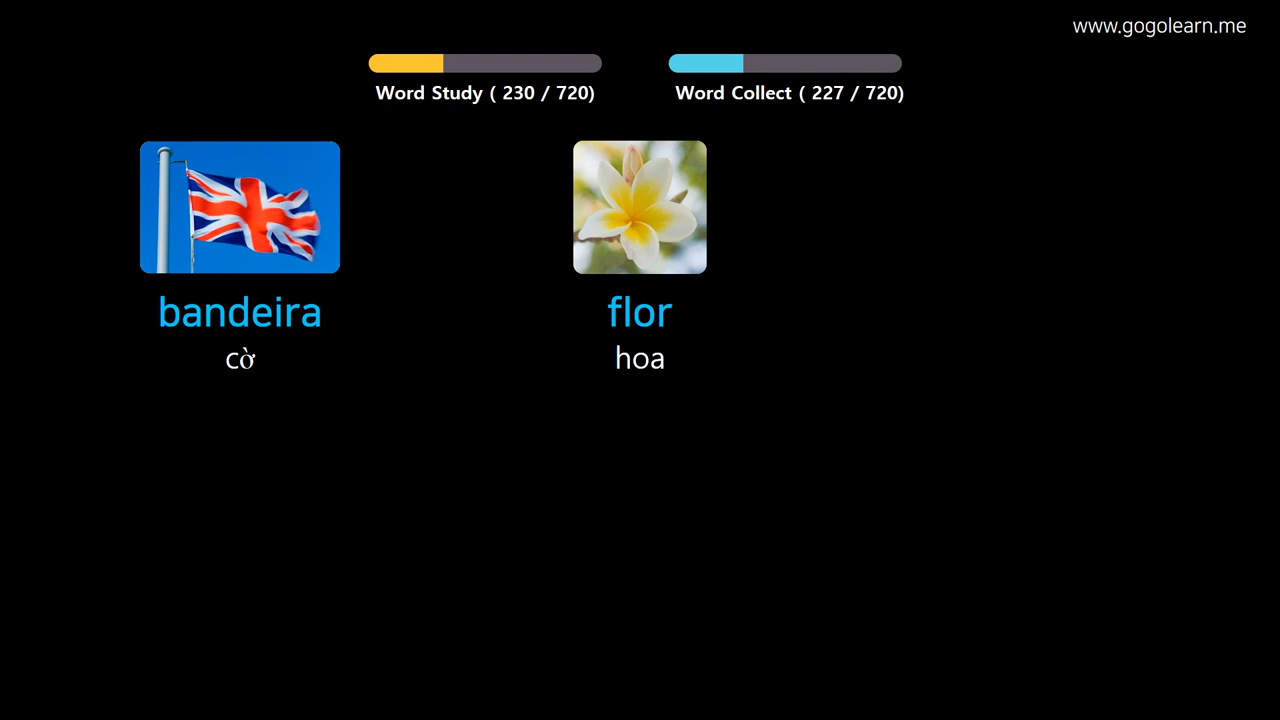 www.gogolearn.me
Word Study ( 230 / 720)
Word Collect ( 227 / 720)
bandeira
flor
cờ
hoa